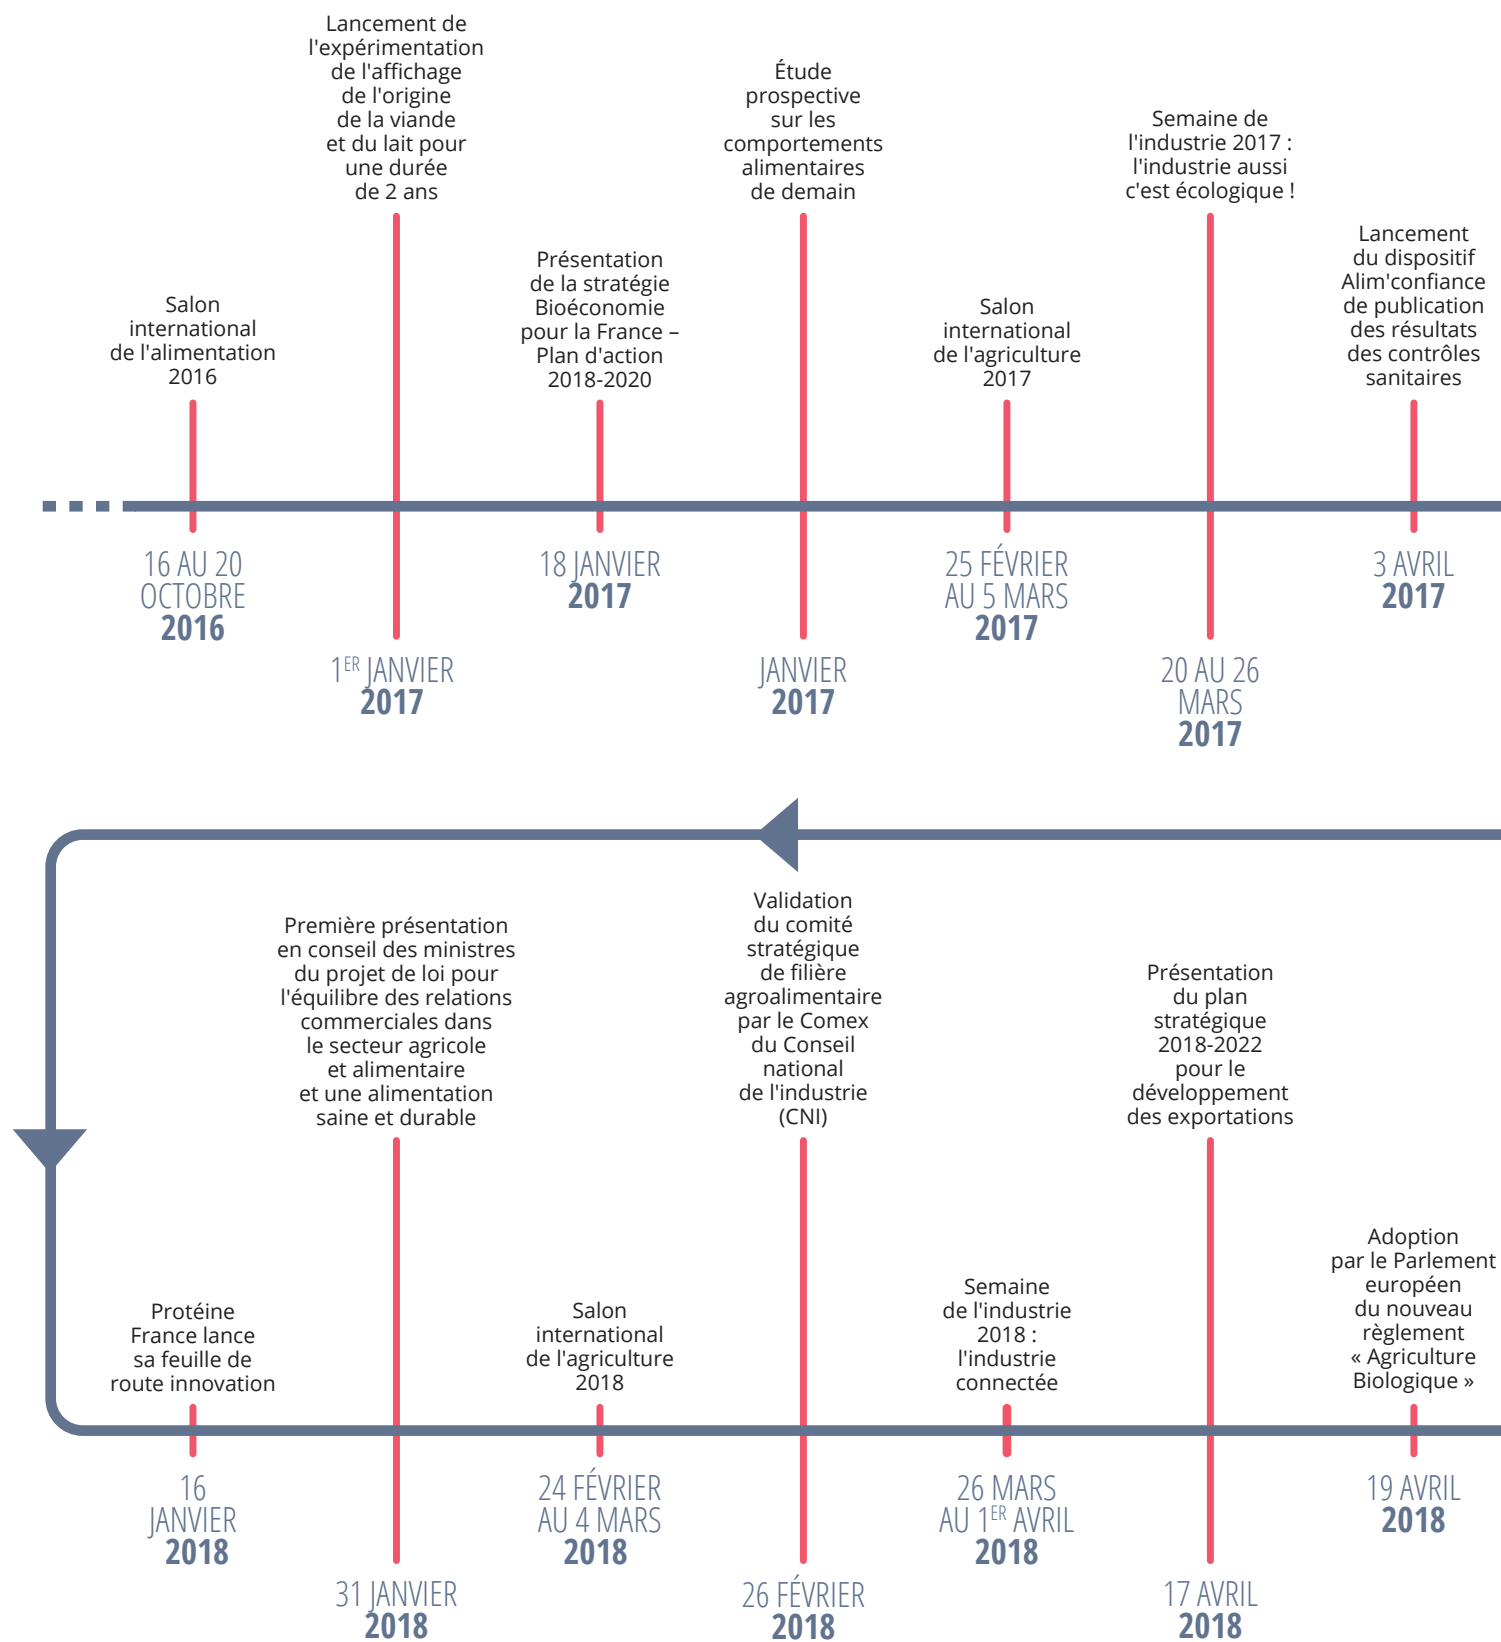 Salon
international
de l'alimentation
2016
16 AU 20
OCTOBRE
2016
Lancement de
l'expérimentation
de l'affichage
de l'origine
de la viande
et du lait pour
une durée
de 2 ans
1ER JANVIER
2017
Présentation
de la stratégie
Bioéconomie
pour la France –
Plan d'action
2018-2020
18 JANVIER
2017
Étude
prospective
sur les
comportements
alimentaires
de demain
JANVIER
2017
Salon
international
de l'agriculture
2017
25 FÉVRIER
AU 5 MARS
2017
Semaine de
l'industrie 2017 :
l'industrie aussi
c'est écologique !
20 AU 26
MARS
2017
Lancement
du dispositif
Alim'confiance
de publication
des résultats
des contrôles
sanitaires
3 AVRIL
2017
Protéine
France lance
sa feuille de
route innovation
16
JANVIER
2018
Première présentation
en conseil des ministres
du projet de loi pour
l'équilibre des relations
commerciales dans
le secteur agricole
et alimentaire
et une alimentation
saine et durable
31 JANVIER
2018
Salon
international
de l'agriculture
2018
24 FÉVRIER
AU 4 MARS
2018
Validation
du comité
stratégique
de filière
agroalimentaire
par le Comex
du Conseil
national
de l'industrie
(CNI)
26 FÉVRIER
2018
Semaine
de l'industrie
2018 :
l'industrie
connectée
26 MARS
AU 1ER AVRIL
2018
Présentation
du plan
stratégique
2018-2022
pour le
développement
des exportations
17 AVRIL
2018
Adoption
par le Parlement
européen
du nouveau
règlement
« Agriculture
Biologique »
19 AVRIL
2018